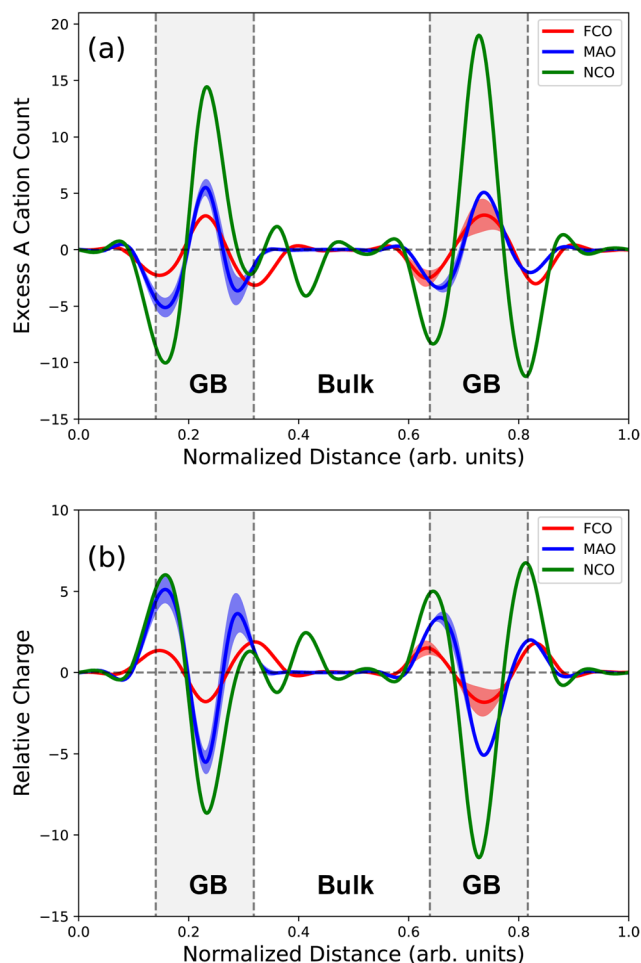 (a)
FCO
MAO
NCO
Excess A Cation Count
20
15
10
5
0
−5
−10
−15
GB
Bulk
GB
0.0 0.2 0.4 0.6 0.8 1.0
Normalized Distance (arb. units)
(b)
FCO
MAO
NCO
Relative Charge
10
5
0
−5
−10
−15
GB
Bulk
GB
0.0 0.2 0.4 0.6 0.8 1.0
Normalized Distance (arb. units)